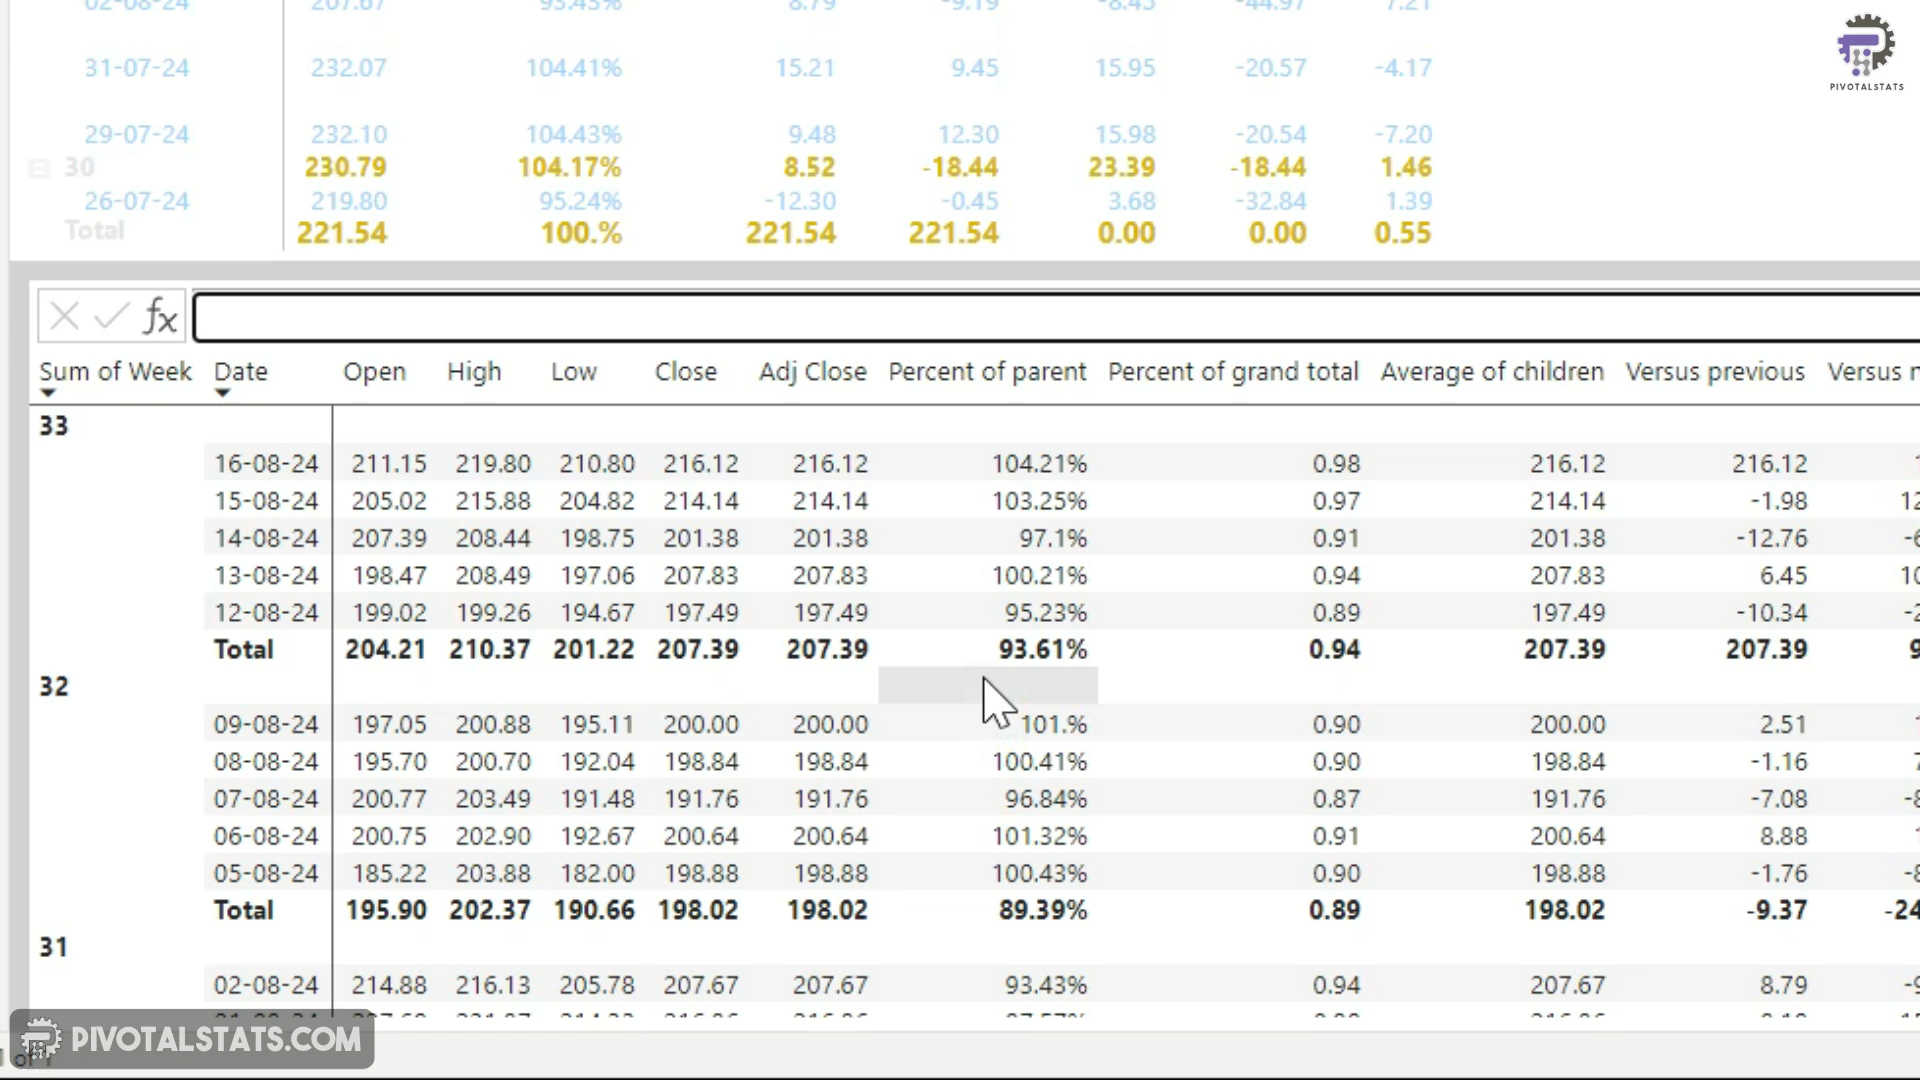 02-08-24 207.67 93.43% 8.79 -9.19 -8.45 -44.97 7.21
PIVOTALSTATS
31-07-24 232.07 104.41% 15.21 9.45 15.95 -20.57 -4.17
29-07-24 232.10 104.43% 9.48 12.30 15.98 -20.54 -7.20
30 230.79 104.17% 8.52 -18.44 23.39 -18.44 1.46
26-07-24 219.80 95.24% -12.30 -0.45 3.68 -32.84 1.39
Total 221.54 100.% 221.54 221.54 0.00 0.00 0.55
fx
Sum of Week Date Open High Low Close Adj Close Percent of parent Percent of grand total Average of children Versus previous Versus
33
16-08-24 211.15 219.80 210.80 216.12 216.12 104.21% 0.98 216.12 216.12
15-08-24 205.02 215.88 204.82 214.14 214.14 103.25% 0.97 214.14 -1.98
14-08-24 207.39 208.44 198.75 201.38 201.38 97.1% 0.91 201.38 -12.76
13-08-24 198.47 208.49 197.06 207.83 207.83 100.21% 0.94 207.83 6.45
12-08-24 199.02 199.26 194.67 197.49 197.49 95.23% 0.89 197.49 -10.34
Total 204.21 210.37 201.22 207.39 207.39 93.61% 0.94 207.39 207.39
32
09-08-24 197.05 200.88 195.11 200.00 200.00 101.% 0.90 200.00 2.51
08-08-24 195.70 200.70 192.04 198.84 198.84 100.41% 0.90 198.84 -1.16
07-08-24 200.77 203.49 191.48 191.76 191.76 96.84% 0.87 191.76 -7.08
06-08-24 200.75 202.90 192.67 200.64 200.64 101.32% 0.91 200.64 8.88
05-08-24 185.22 203.88 182.00 198.88 198.88 100.43% 0.90 198.88 -1.76
Total 195.90 202.37 190.66 198.02 198.02 89.39% 0.89 198.02 -9.37
31
02-08-24 214.88 216.13 205.78 207.67 207.67 93.43% 0.94 207.67 8.79
PIVOTALSTATS.COM